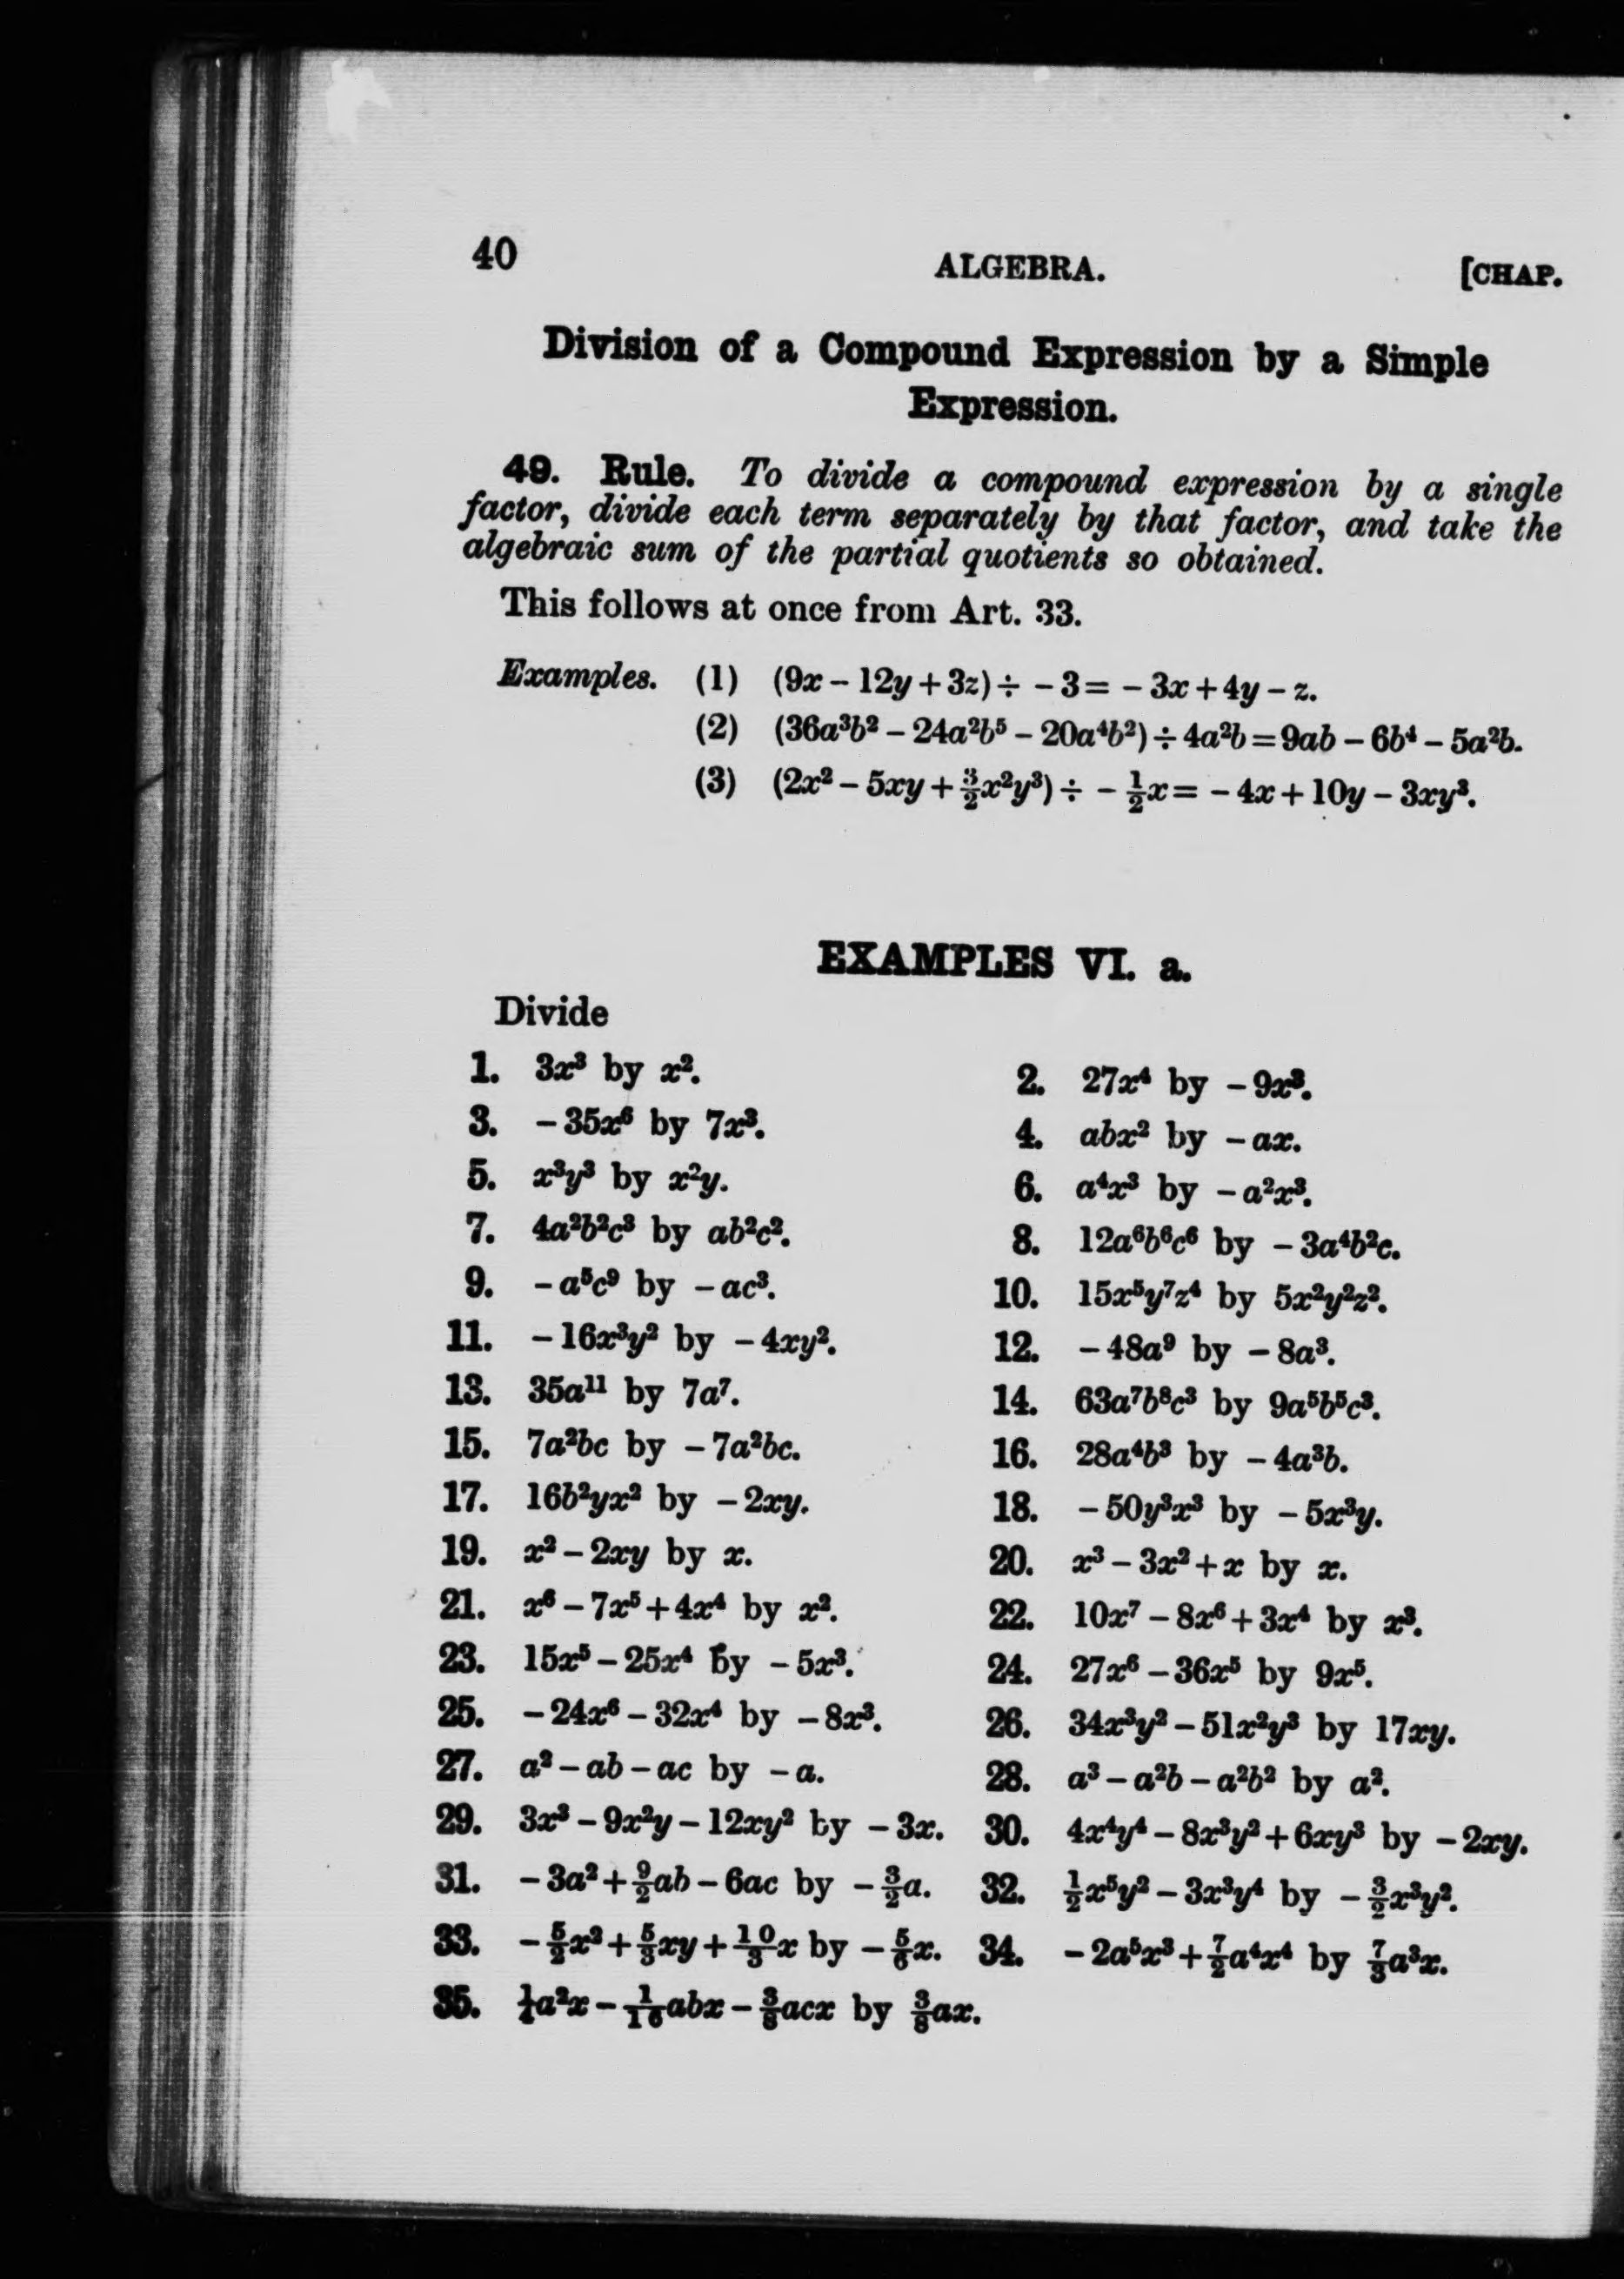 40
ALGEBRA.
[CHAP.
Division of a Compound Expression by a Simple
Expression.
49. Rule. To divide a compound expression by a single
factor, divide each term separately by that factor, and take the
algebraic sum of the partial quotients so obtained.
This follows at once from Art. 33.
Examples. (1) (9x – 12y + 3z) ÷ – 3 = – 3x + 4y – z.
(2) (36a³b² – 24a²b⁵ – 20a⁴b²) ÷ 4a²b = 9ab – 6b⁴ – 5a²b.
(3) (2x² – 5xy + 3/2x²y³) ÷ – 1/2x = – 4x + 10y – 3xy³.
EXAMPLES VI. a.
Divide
1. 3x³ by x².
2. 27x⁴ by – 9x³.
3. – 35x⁶ by 7x³.
4. abx² by – ax.
5. x³y³ by x²y.
6. a⁴x³ by – a²x³.
7. 4a²b²c³ by ab²c².
8. 12a⁶b⁶c⁶ by – 3a⁴b²c.
9. – a⁵c⁹ by – ac³.
10. 15x⁵y⁷z⁴ by 5x²y²z².
11. – 16x³y² by – 4xy².
12. – 48a⁹ by – 8a³.
13. 35a¹¹ by 7a⁷.
14. 63a⁷b⁸c³ by 9a⁵b⁵c³.
15. 7a²bc by – 7a²bc.
16. 28a⁴b³ by – 4a³b.
17. 16b²yx² by – 2xy.
18. – 50y³x³ by – 5x³y.
19. x² – 2xy by x.
20. x³ – 3x² + x by x.
21. x⁶ – 7x⁵ + 4x⁴ by x².
22. 10x⁷ – 8x⁶ + 3x⁴ by x³.
23. 15x⁵ – 25x⁴ by – 5x³.
24. 27x⁶ – 36x⁵ by 9x⁵.
25. – 24x⁶ – 32x⁴ by – 8x³.
26. 34x³y² – 51x²y³ by 17xy.
27. a² – ab – ac by – a.
28. a³ – a²b – a²b² by a².
29. 3x³ – 9x²y – 12xy² by – 3x.
30. 4x⁴y⁴ – 8x³y² + 6xy³ by – 2xy.
31. – 3a² + 9/2ab – 6ac by – 3/2a.
32. 1/2x⁵y² – 3x³y⁴ by – 3/2x³y².
33. – 5/2x² + 5/3xy + 10/3x by – 5/6x.
34. – 2a⁵x³ + 7/2a⁴x⁴ by 7/3a³x.
35. 1/4a²x – 1/16abx – 3/8acx by 3/8ax.